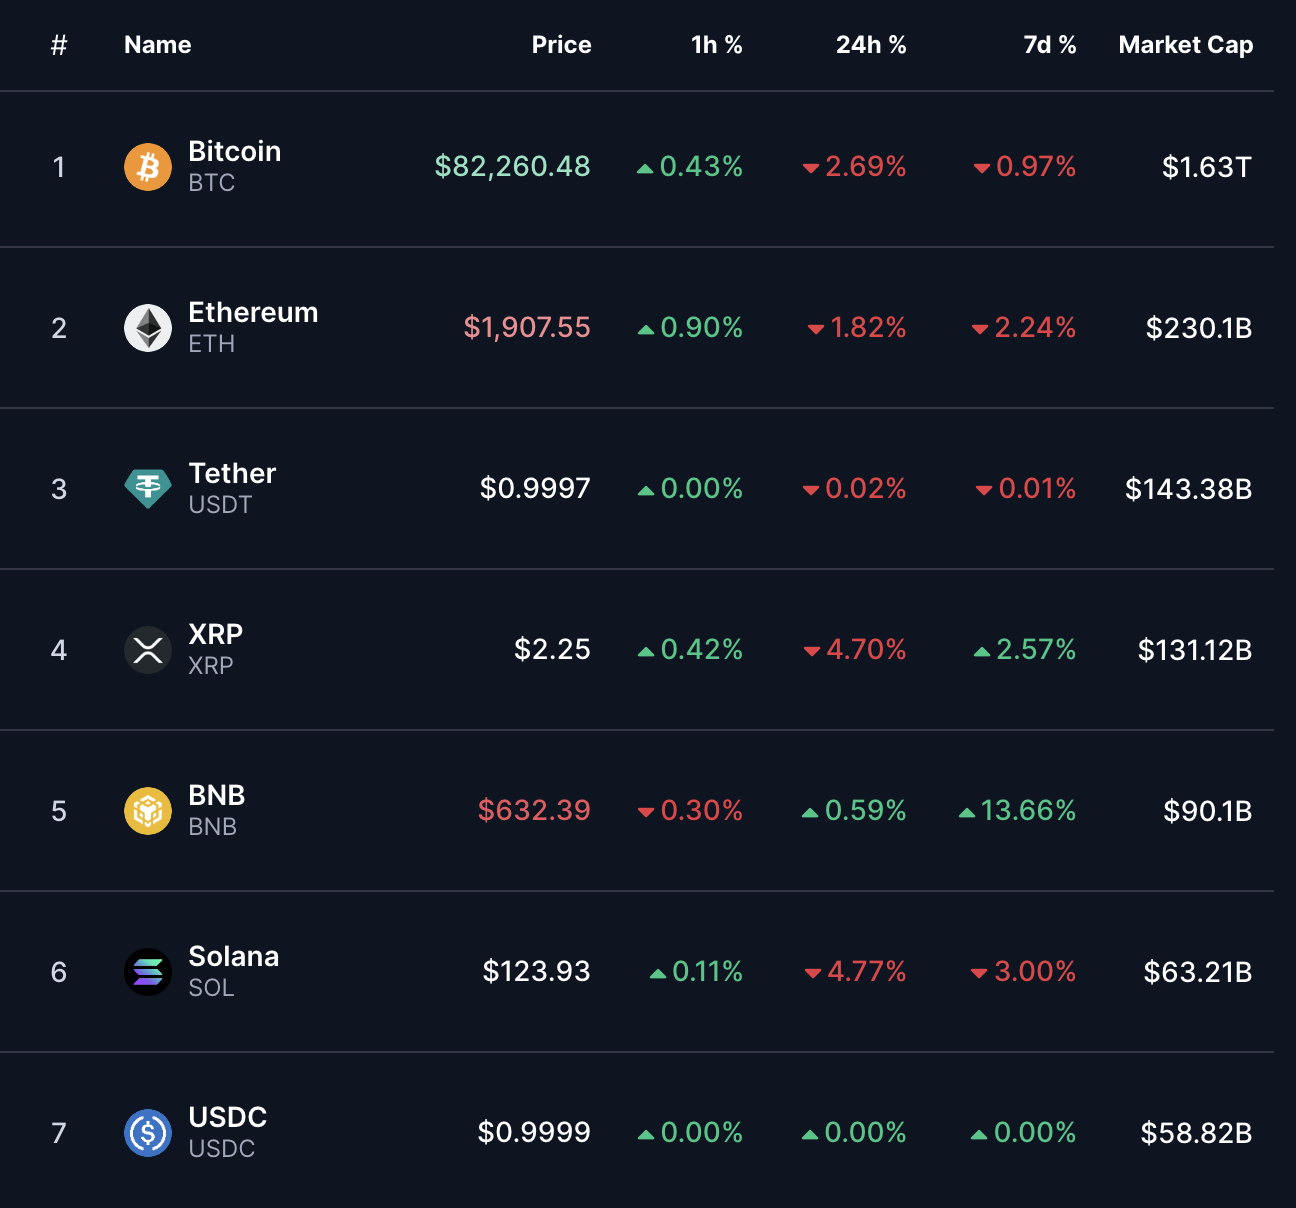 # Name Price 1h % 24h % 7d % Market Cap
1 Bitcoin $82,260.48 ▲ 0.43% ▼ 2.69% ▼ 0.97% $1.63T
BTC
2 Ethereum $1,907.55 ▲ 0.90% ▼ 1.82% ▼ 2.24% $230.1B
ETH
3 Tether $0.9997 ▲ 0.00% ▼ 0.02% ▼ 0.01% $143.38B
USDT
4 XRP $2.25 ▲ 0.42% ▼ 4.70% ▲ 2.57% $131.12B
XRP
5 BNB $632.39 ▼ 0.30% ▲ 0.59% ▲ 13.66% $90.1B
BNB
6 Solana $123.93 ▲ 0.11% ▼ 4.77% ▼ 3.00% $63.21B
SOL
7 USDC $0.9999 ▲ 0.00% ▲ 0.00% ▲ 0.00% $58.82B
USDC